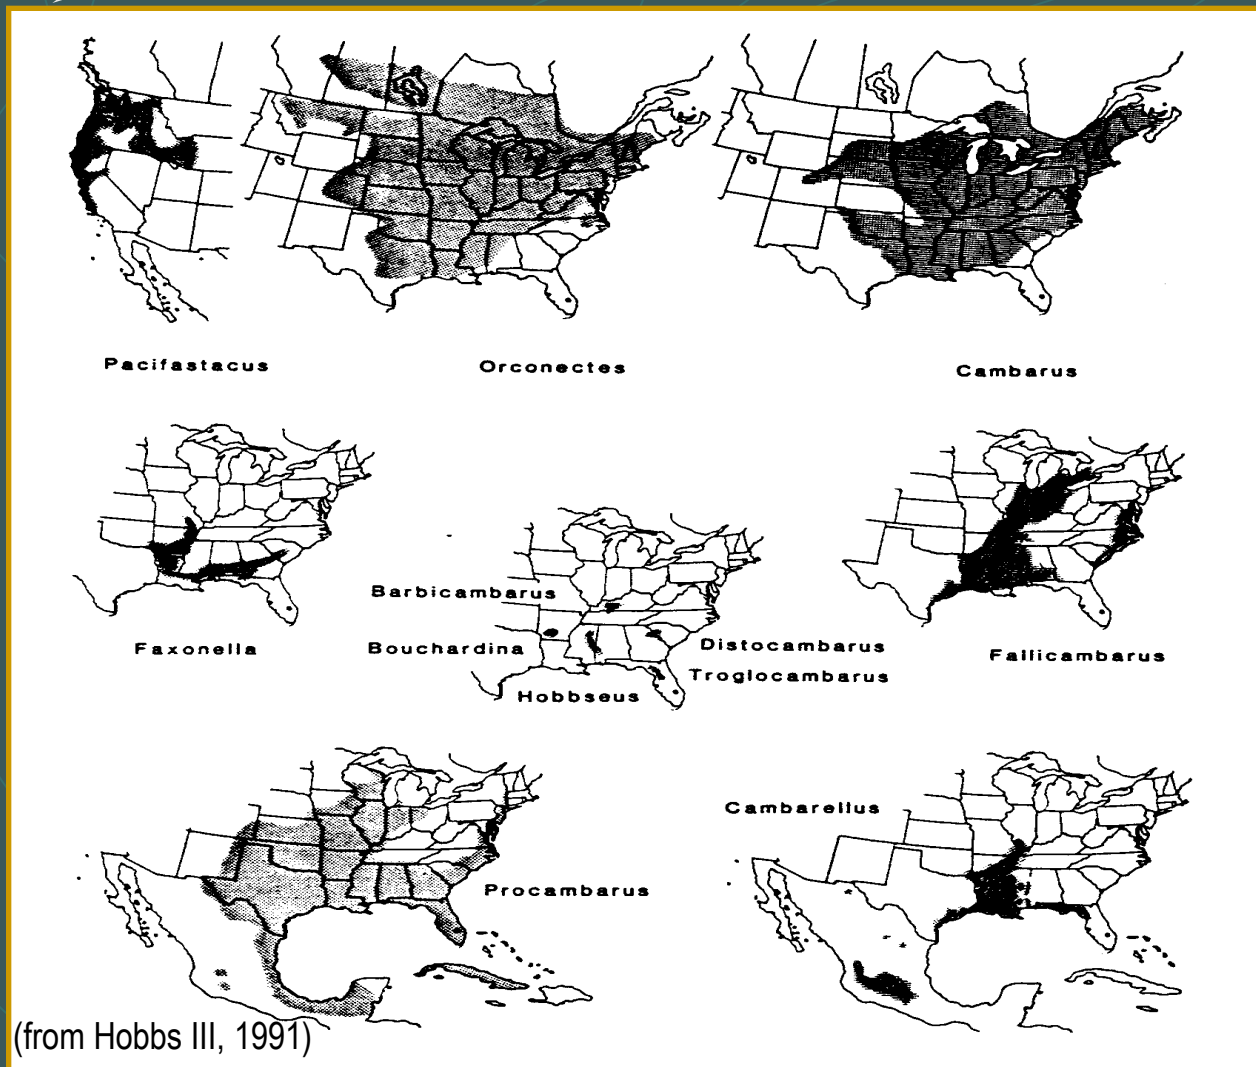 Pacifastacus
Orconectes
Cambarus
Barbicambarus
Faxonella
Bouchardina
Distocambarus
Fallicambarus
Troglocambarus
Hobbseus
Cambarellus
Procambarus
(from Hobbs III, 1991)